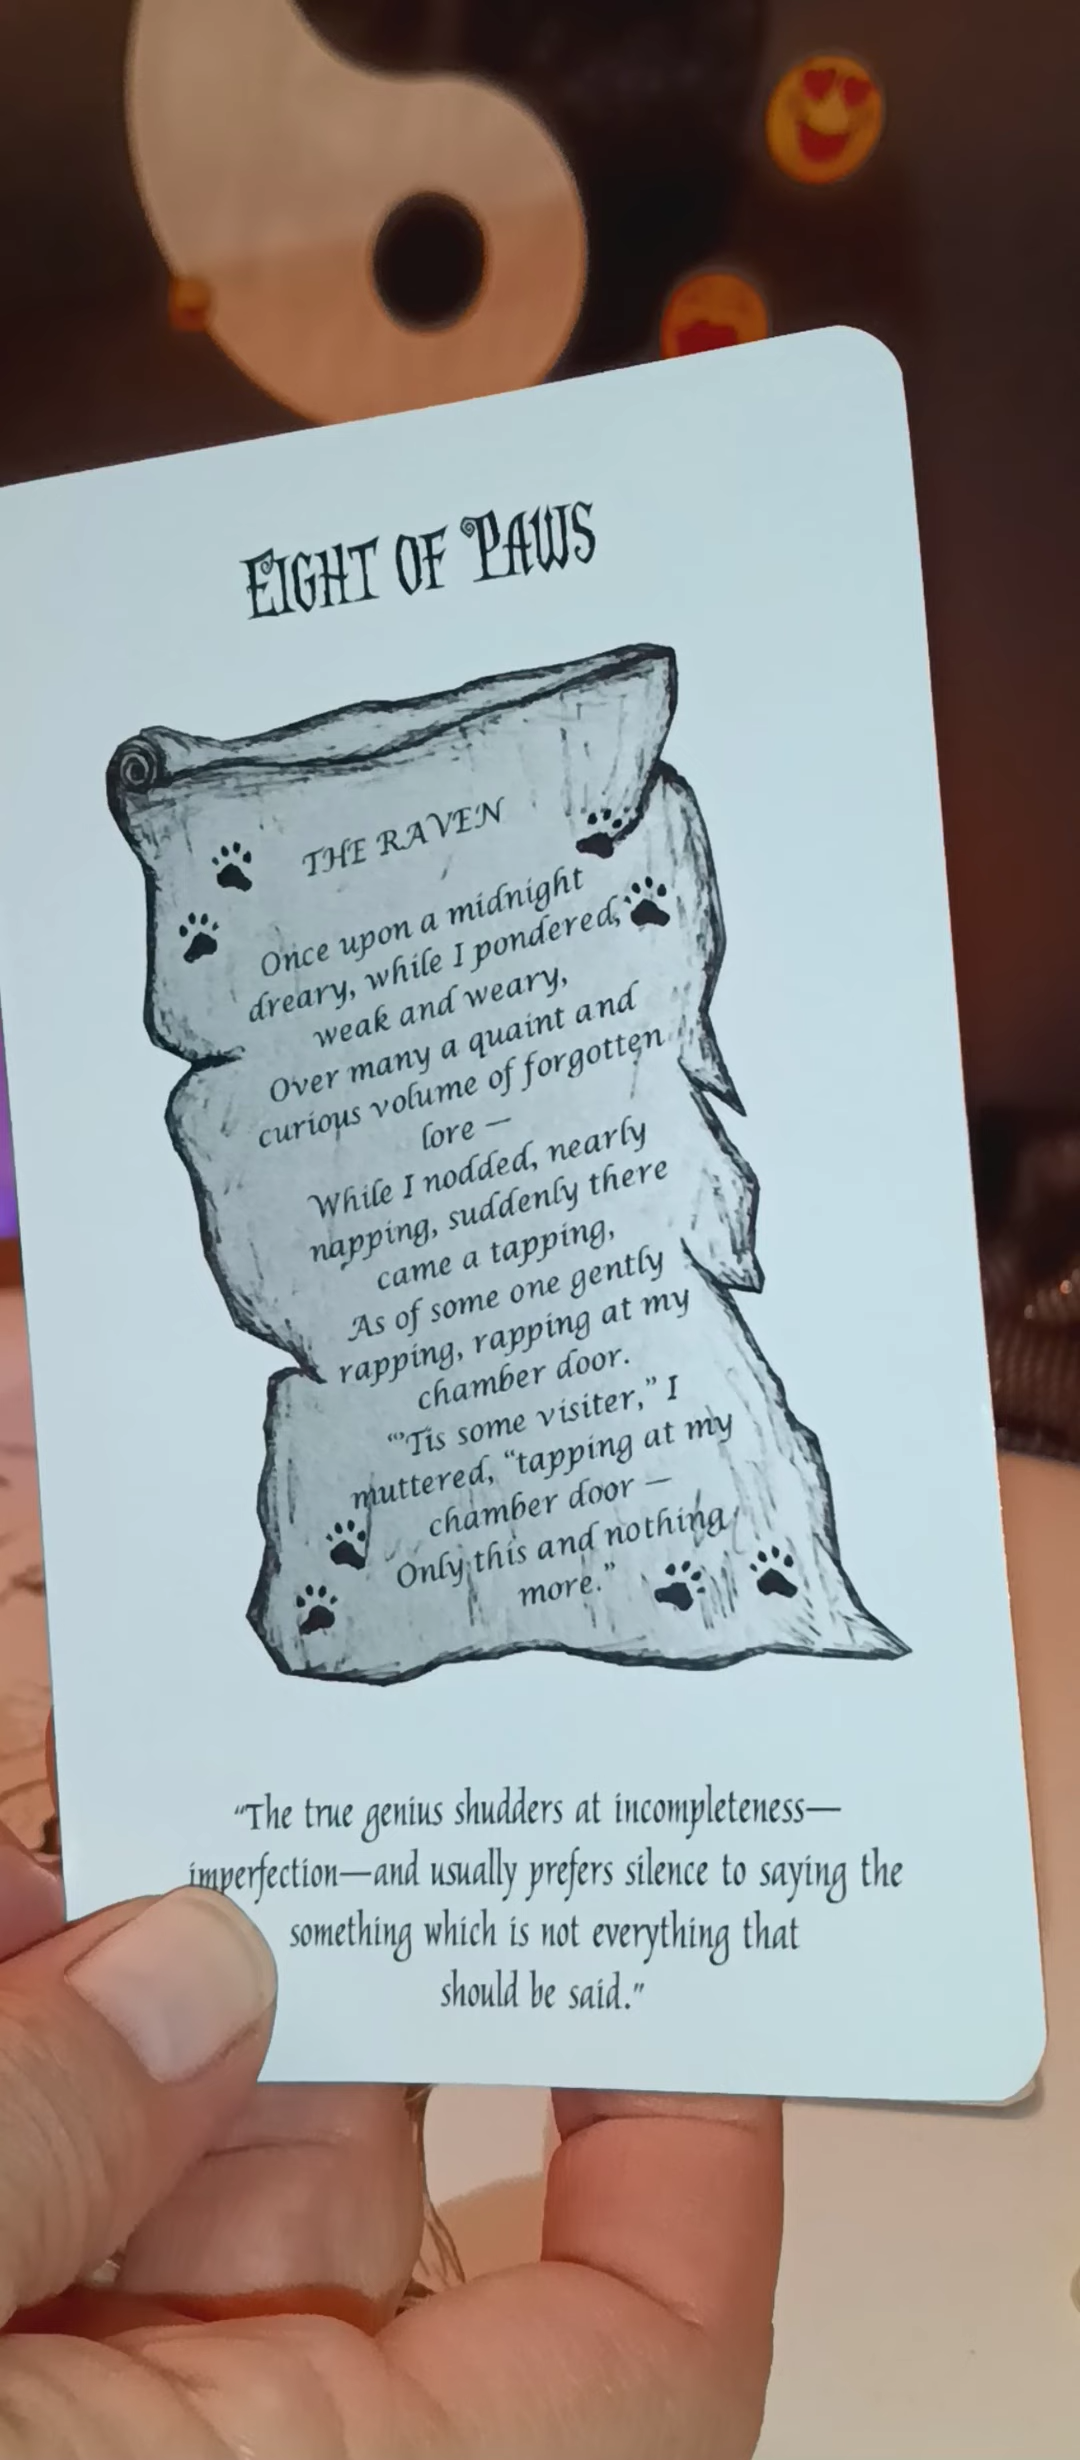 EIGHT OF PAWS
THE RAVEN
Once upon a midnight
dreary, while I pondered,
weak and weary,
Over many a quaint and
curious volume of forgotten
lore —
While I nodded, nearly
napping, suddenly there
came a tapping,
As of some one gently
rapping, rapping at my
chamber door.
“'Tis some visiter,” I
muttered, “tapping at my
chamber door —
Only this and nothing
more.”
“The true genius shudders at incompleteness—
imperfection—and usually prefers silence to saying the
something which is not everything that
should be said.”